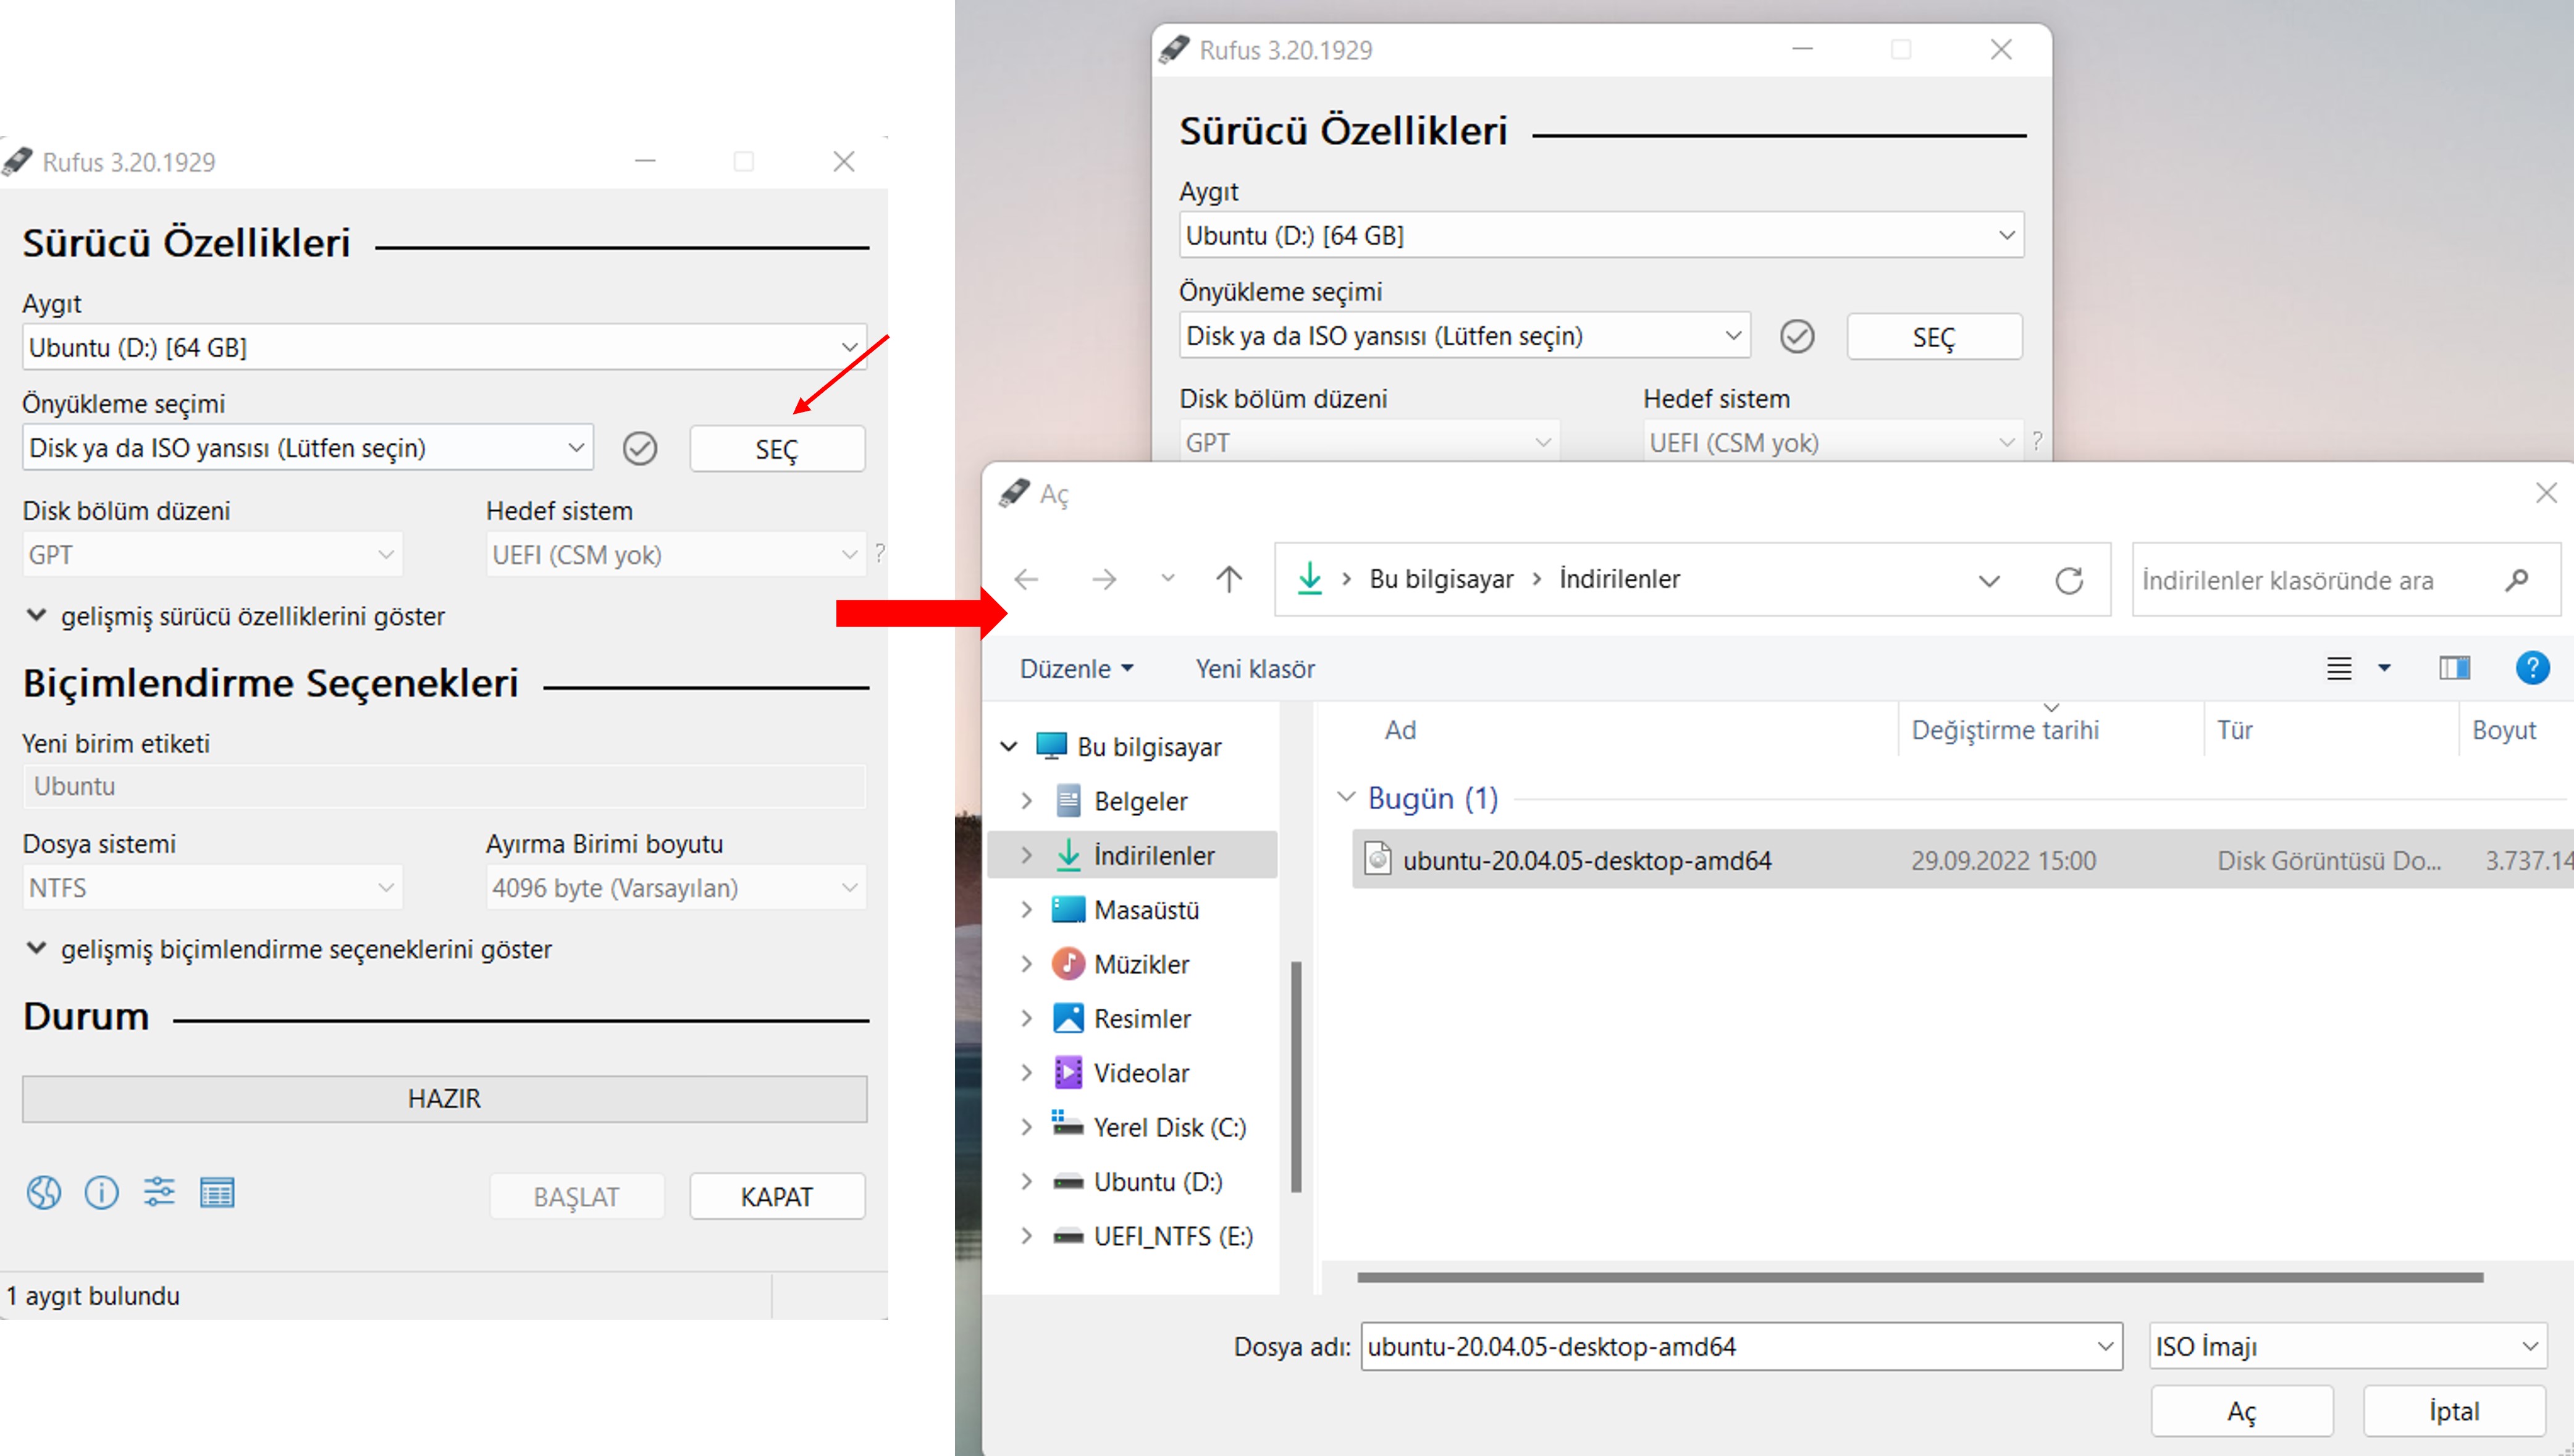 Rufus 3.20.1929
Sürücü Özellikleri
Aygıt
Ubuntu (D:) [64 GB]
Önyükleme seçimi
Disk ya da ISO yansısı (Lütfen seçin)
SEÇ
Disk bölüm düzeni
Hedef sistem
GPT
UEFI (CSM yok)
?
gelişmiş sürücü özelliklerini göster
Biçimlendirme Seçenekleri
Yeni birim etiketi
Ubuntu
Dosya sistemi
Ayırma Birimi boyutu
NTFS
4096 byte (Varsayılan)
gelişmiş biçimlendirme seçeneklerini göster
Durum
HAZIR
BAŞLAT
KAPAT
1 aygıt bulundu
Rufus 3.20.1929
Sürücü Özellikleri
Aygıt
Ubuntu (D:) [64 GB]
Önyükleme seçimi
Disk ya da ISO yansısı (Lütfen seçin)
SEÇ
Disk bölüm düzeni
Hedef sistem
GPT
UEFI (CSM yok)
?
Aç
Bu bilgisayar > İndirilenler
İndirilenler klasöründe ara
Düzenle
Yeni klasör
?
Bu bilgisayar
Belgeler
İndirilenler
Masaüstü
Müzikler
Resimler
Videolar
Yerel Disk (C:)
Ubuntu (D:)
UEFI_NTFS (E:)
Ad
Değiştirme tarihi
Tür
Boyut
Bugün (1)
ubuntu-20.04.05-desktop-amd64
29.09.2022 15:00
Disk Görüntüsü Do...
3.737.14
Dosya adı:
ubuntu-20.04.05-desktop-amd64
ISO İmajı
Aç
İptal